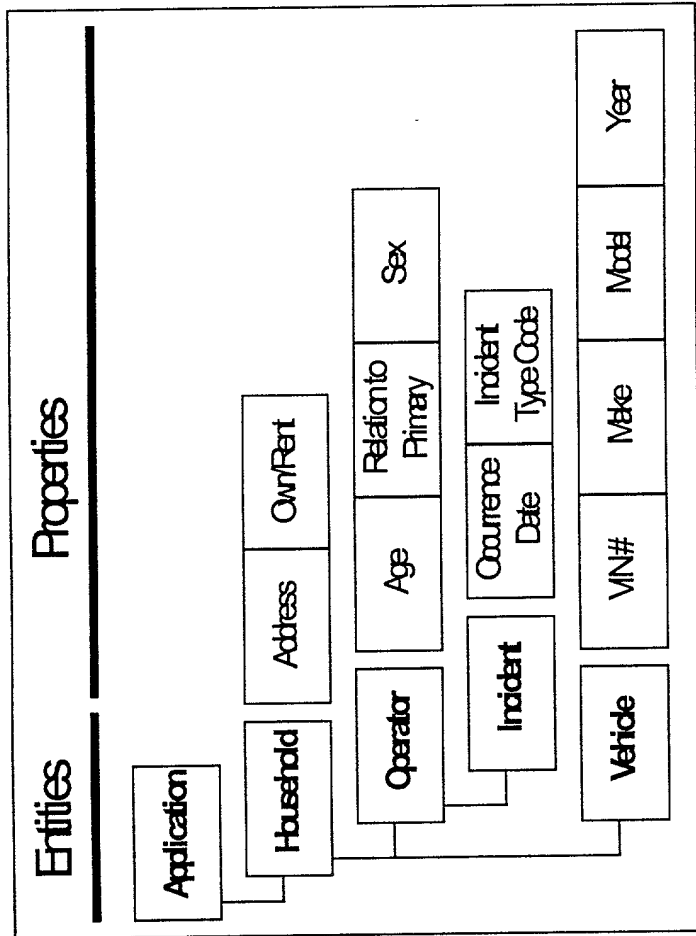 Entities
Properties
Application
Household
Address
Own/Rent
Operator
Age
Relation to
Primary
Sex
Incident
Occurrence
Date
Incident
Type Code
Vehicle
VIN#
Make
Model
Year